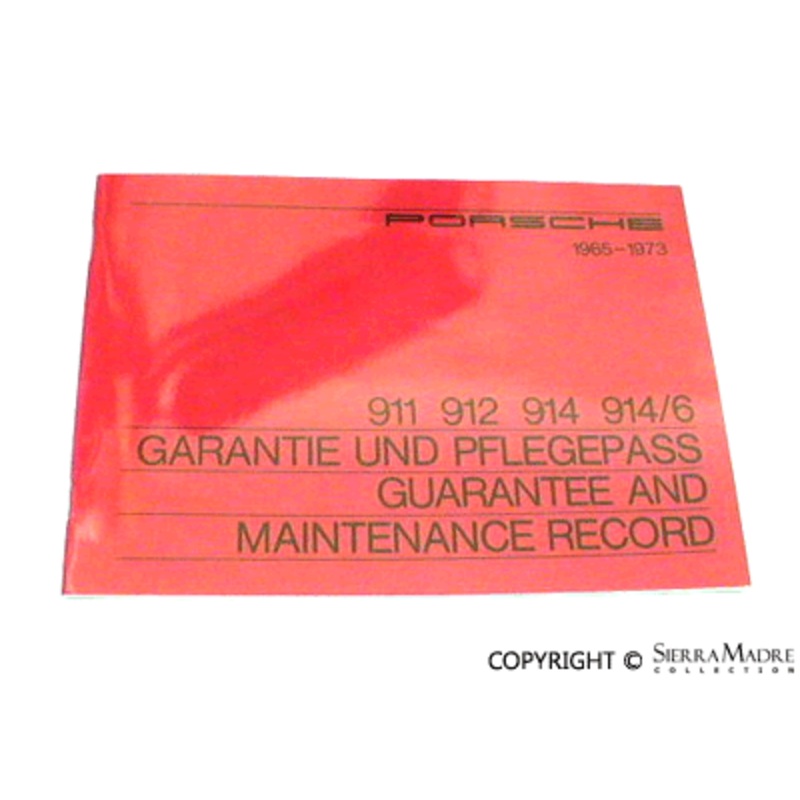 PORSCHE
1965-1973
911 912 914 914/6
GARANTIE UND PFLEGEPASS
GUARANTEE AND
MAINTENANCE RECORD
COPYRIGHT © SIERRA MADRE
COLLECTION